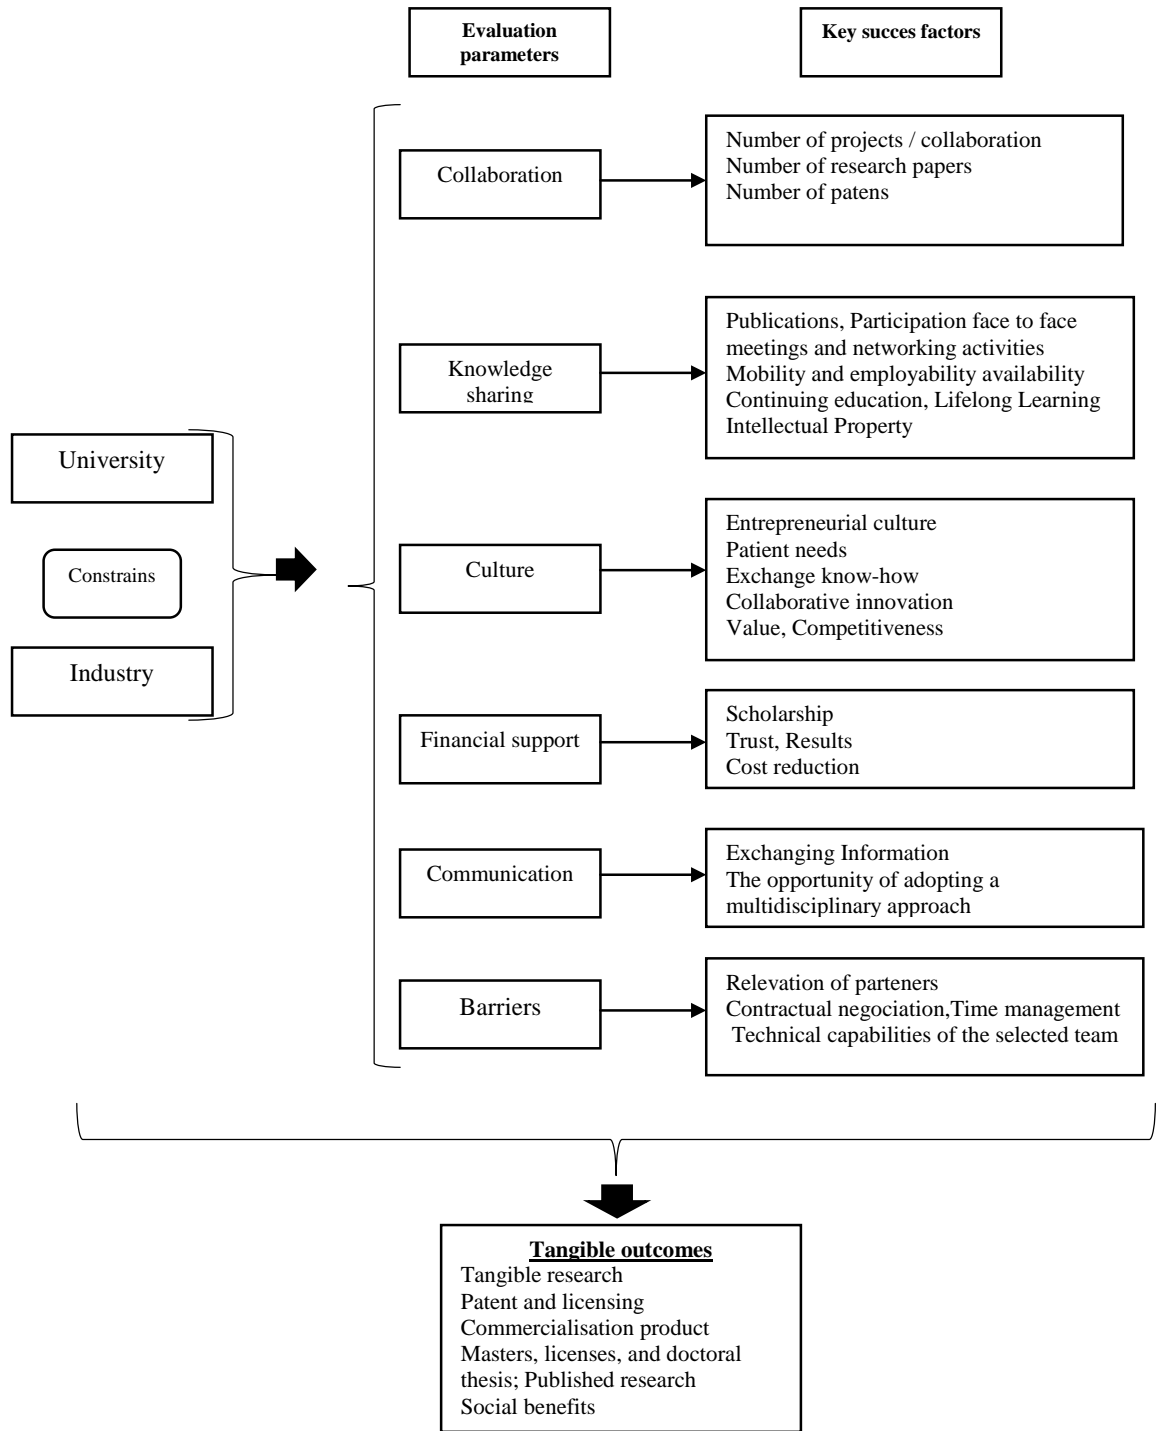 Evaluation
parameters
Key succes factors
Collaboration
Number of projects / collaboration
Number of research papers
Number of patens
Knowledge
sharing
Publications, Participation face to face
meetings and networking activities
Mobility and employability availability
Continuing education, Lifelong Learning
Intellectual Property
University
Constrains
Industry
Culture
Entrepreneurial culture
Patient needs
Exchange know-how
Collaborative innovation
Value, Competitiveness
Financial support
Scholarship
Trust, Results
Cost reduction
Communication
Exchanging Information
The opportunity of adopting a
multidisciplinary approach
Barriers
Relevation of parteners
Contractual negociation,Time management
Technical capabilities of the selected team
Tangible outcomes
Tangible research
Patent and licensing
Commercialisation product
Masters, licenses, and doctoral
thesis; Published research
Social benefits